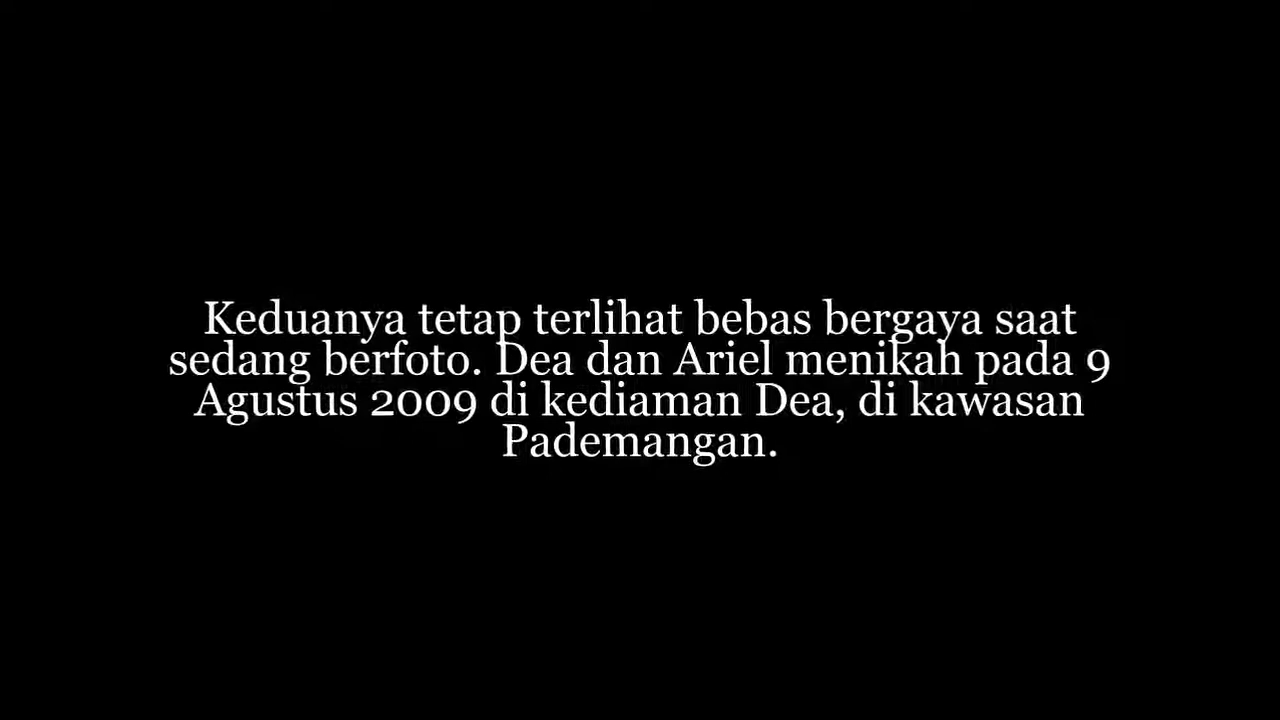 Keduanya tetap terlihat bebas bergaya saat
sedang berfoto. Dea dan Ariel menikah pada 9
Agustus 2009 di kediaman Dea, di kawasan
Pademangan.